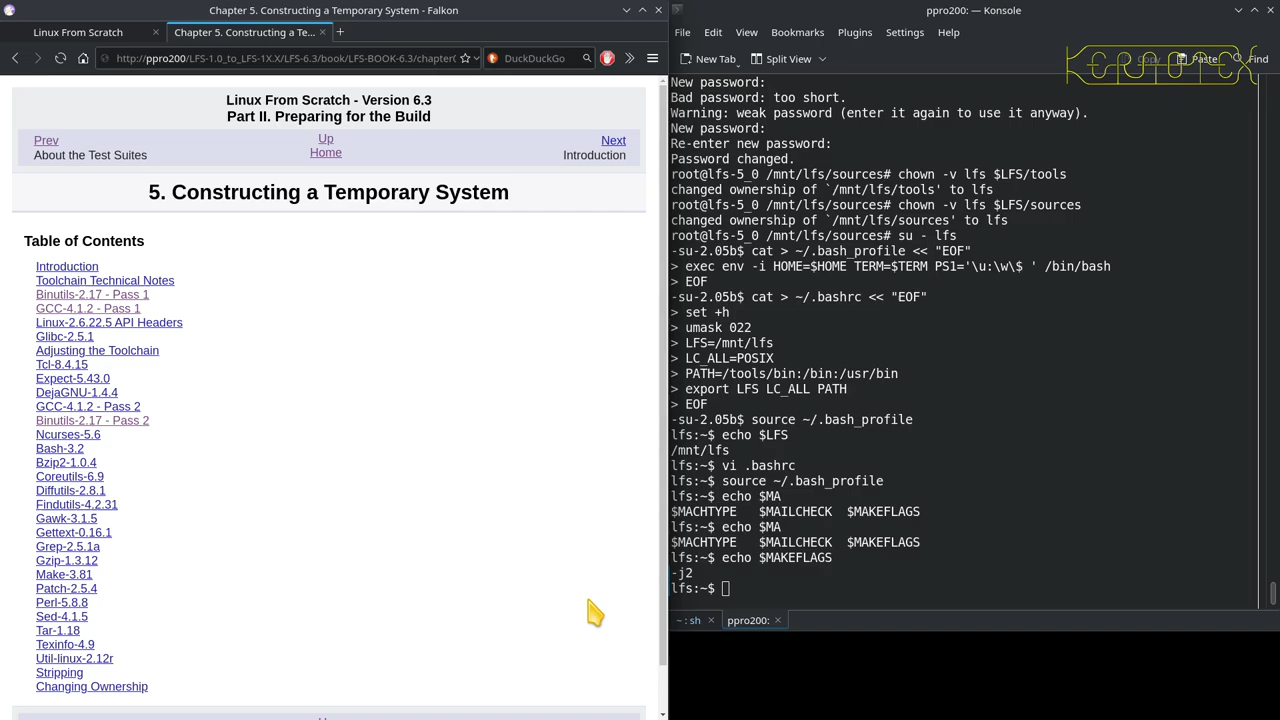 Chapter 5. Constructing a Temporary System - Falkon
Linux From Scratch
Chapter 5. Constructing a Te...
http://ppro200/LFS-1.0_to_LFS-1X.X/LFS-6.3/book/LFS-BOOK-6.3/chapter0
DuckDuckGo
Linux From Scratch - Version 6.3
Part II. Preparing for the Build
Prev
Up
Next
About the Test Suites
Home
Introduction
5. Constructing a Temporary System
Table of Contents
Introduction
Toolchain Technical Notes
Binutils-2.17 - Pass 1
GCC-4.1.2 - Pass 1
Linux-2.6.22.5 API Headers
Glibc-2.5.1
Adjusting the Toolchain
Tcl-8.4.15
Expect-5.43.0
DejaGNU-1.4.4
GCC-4.1.2 - Pass 2
Binutils-2.17 - Pass 2
Ncurses-5.6
Bash-3.2
Bzip2-1.0.4
Coreutils-6.9
Diffutils-2.8.1
Findutils-4.2.31
Gawk-3.1.5
Gettext-0.16.1
Grep-2.5.1a
Gzip-1.3.12
Make-3.81
Patch-2.5.4
Perl-5.8.8
Sed-4.1.5
Tar-1.18
Texinfo-4.9
Util-linux-2.12r
Stripping
Changing Ownership
ppro200: — Konsole
File Edit View Bookmarks Plugins Settings Help
New Tab
Split View
Copy
Paste
Find
New password:
Bad password: too short.
Warning: weak password (enter it again to use it anyway).
New password:
Re-enter new password:
Password changed.
root@lfs-5_0 /mnt/lfs/sources# chown -v lfs $LFS/tools
changed ownership of `/mnt/lfs/tools' to lfs
root@lfs-5_0 /mnt/lfs/sources# chown -v lfs $LFS/sources
changed ownership of `/mnt/lfs/sources' to lfs
root@lfs-5_0 /mnt/lfs/sources# su - lfs
-su-2.05b$ cat > ~/.bash_profile << "EOF"
> exec env -i HOME=$HOME TERM=$TERM PS1='\u:\w\$ ' /bin/bash
> EOF
-su-2.05b$ cat > ~/.bashrc << "EOF"
> set +h
> umask 022
> LFS=/mnt/lfs
> LC_ALL=POSIX
> PATH=/tools/bin:/bin:/usr/bin
> export LFS LC_ALL PATH
> EOF
-su-2.05b$ source ~/.bash_profile
lfs:~$ echo $LFS
/mnt/lfs
lfs:~$ vi .bashrc
lfs:~$ source ~/.bash_profile
lfs:~$ echo $MA
$MACHTYPE $MAILCHECK $MAKEFLAGS
lfs:~$ echo $MA
$MACHTYPE $MAILCHECK $MAKEFLAGS
lfs:~$ echo $MAKEFLAGS
-j2
lfs:~$
~ : sh
ppro200: